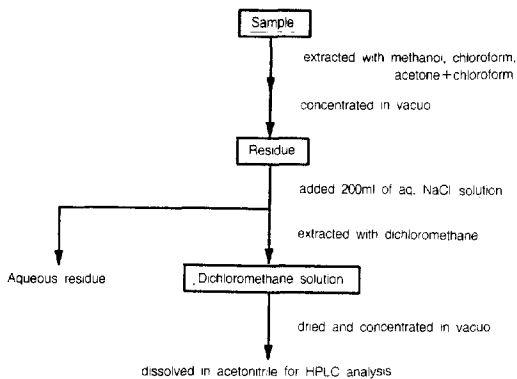 Sample
extracted with methanol, chloroform,
acetone+chloroform
concentrated in vacuo
Residue
added 200ml of aq. NaCl solution
extracted with dichloromethane
Aqueous residue
Dichloromethane solution
dried and concentrated in vacuo
dissolved in acetonitrile for HPLC analysis